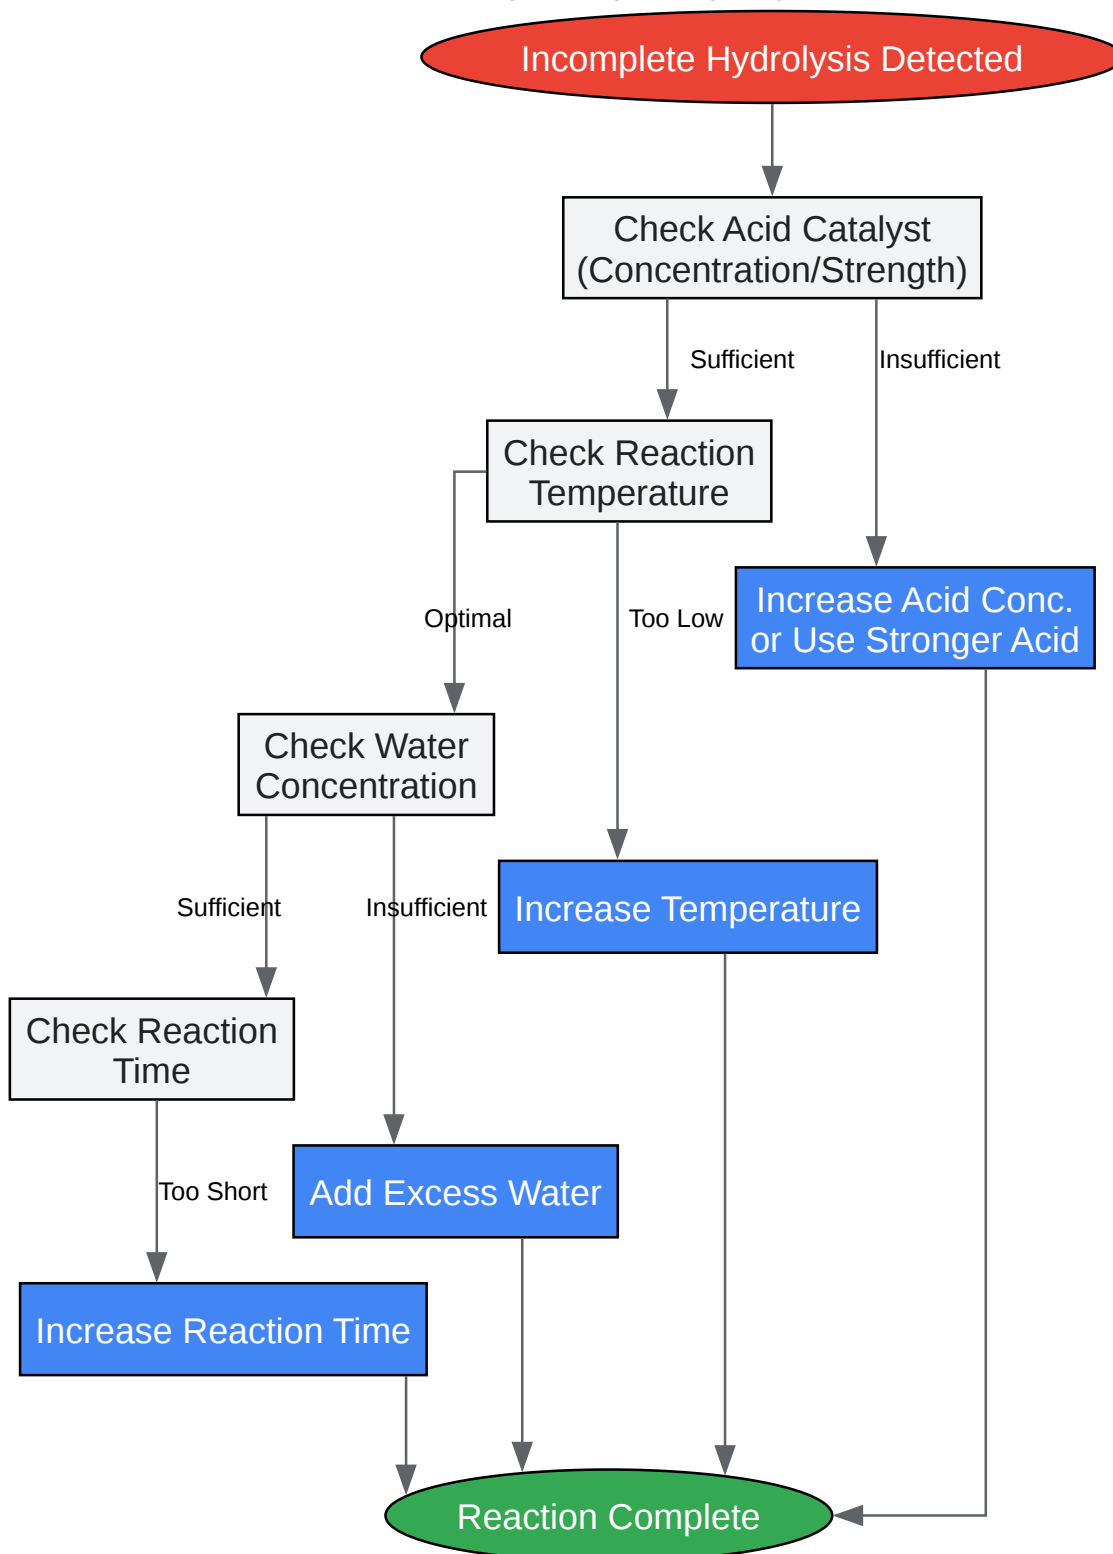 Incomplete Hydrolysis Detected
Check Acid Catalyst
(Concentration/Strength)
Sufficient
Insufficient
Check Reaction
Temperature
Optimal
Too Low
Increase Acid Conc.
or Use Stronger Acid
Check Water
Concentration
Sufficient
Insufficient
Increase Temperature
Check Reaction
Time
Too Short
Add Excess Water
Increase Reaction Time
Reaction Complete